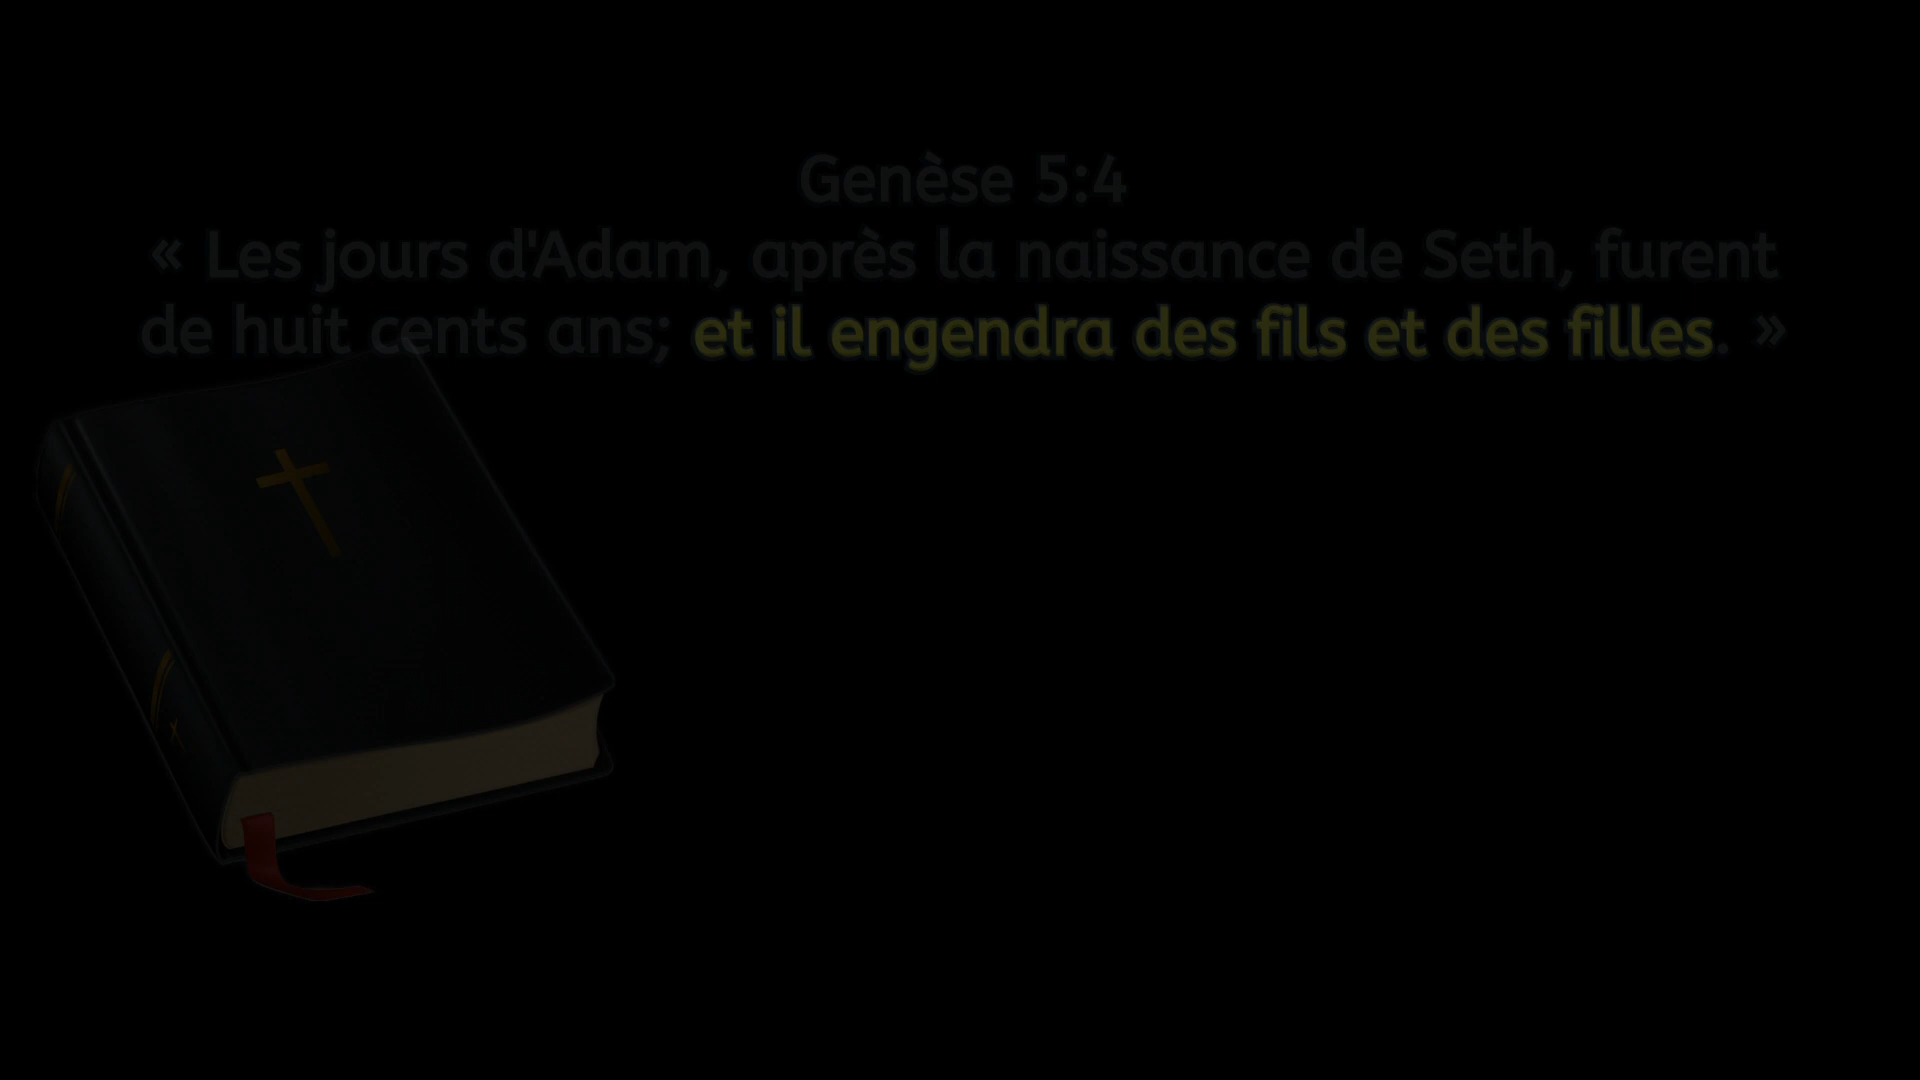 Genèse 5:4
« Les jours d'Adam, après la naissance de Seth, furent
de huit cents ans; et il engendra des fils et des filles. »